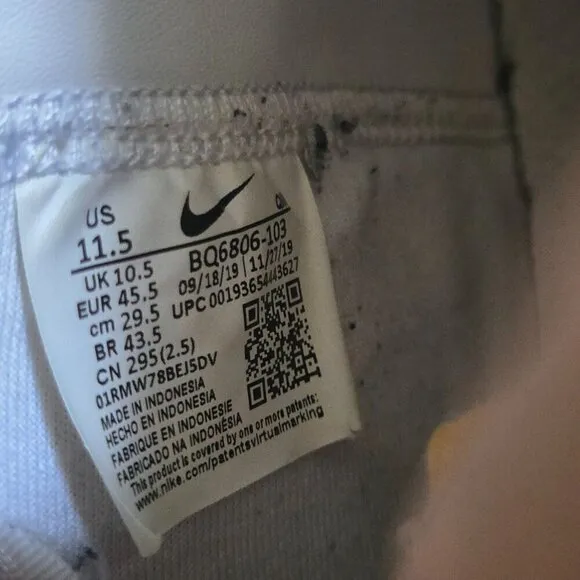 US
11.5
UK 10.5
EUR 45.5
cm 29.5
BR 43.5
CN 295(2.5)
01RMW78BEJ5DV
BQ6806-103
09/18/19 | 11/27/19
UPC 00193654443627
MADE IN INDONESIA
HECHO EN INDONESIA
FABRIQUE EN INDONESIE
FABRICADO NA INDONÉSIA
This product is covered by one or more patents:
www.nike.com/patentsvirtualmarking